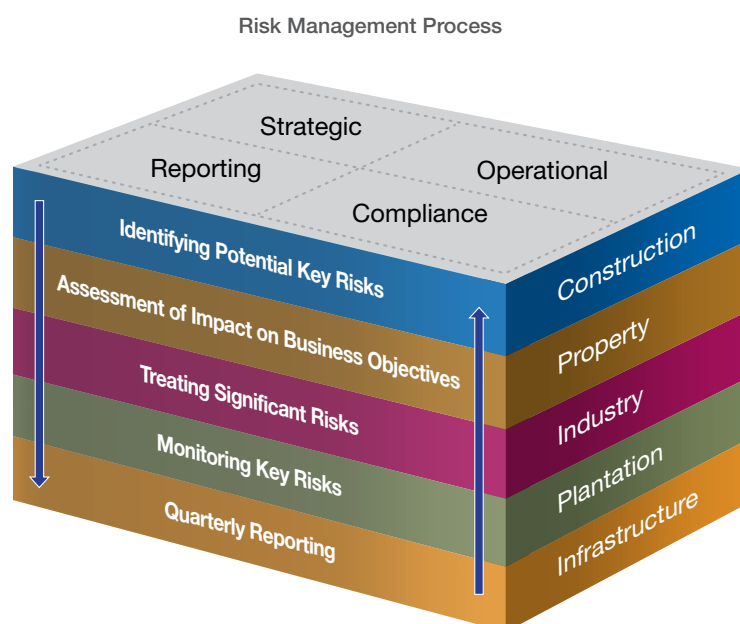 Risk Management Process
Strategic
Reporting
Operational
Compliance
Identifying Potential Key Risks
Assessment of Impact on Business Objectives
Treating Significant Risks
Monitoring Key Risks
Quarterly Reporting
Construction
Property
Industry
Plantation
Infrastructure